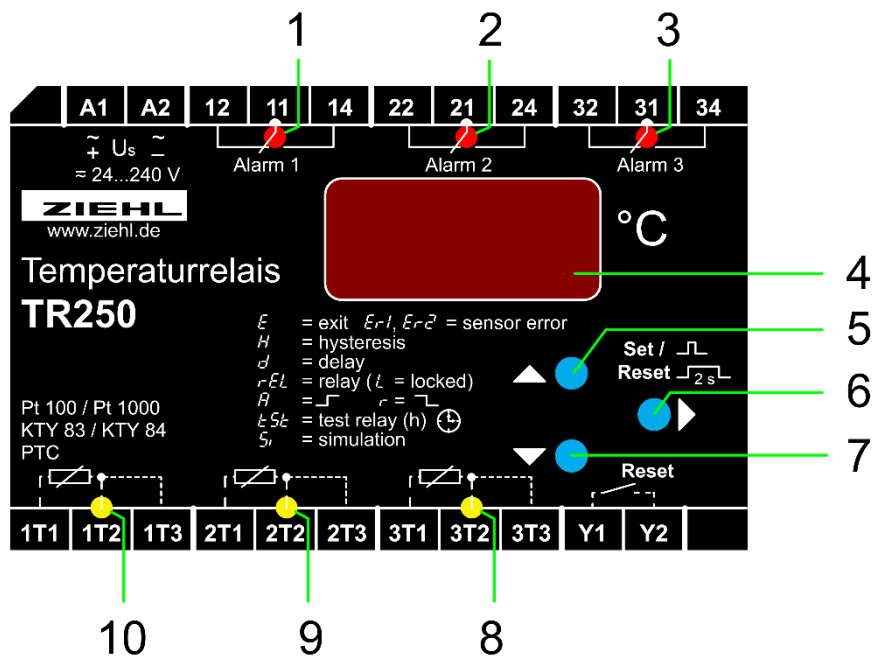 1 2 3
A1 A2 12 11 14 22 21 24 32 31 34
~ ~
+ Us −
≂ 24...240 V
Alarm 1 Alarm 2 Alarm 3
ZIEHL
www.ziehl.de
°C
Temperaturrelais
TR250
4
E = exit Er1, Er2 = sensor error
H = hysteresis
d = delay
rEL = relay (L = locked)
A = r =
tSt = test relay (h)
Si = simulation
5
Set /
Reset 2 s
6
7
Pt 100 / Pt 1000
KTY 83 / KTY 84
PTC
Reset
1T1 1T2 1T3 2T1 2T2 2T3 3T1 3T2 3T3 Y1 Y2
10 9 8